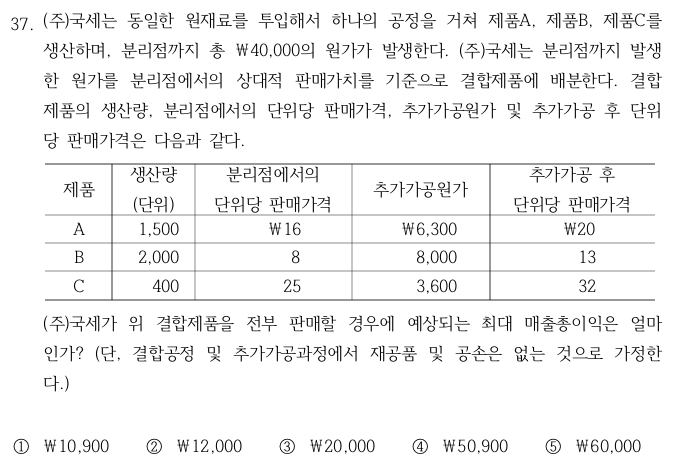 37. (주)국세는 동일한 원재료를 투입해서 하나의 공정을 거쳐 제품A, 제품B, 제품C를
생산하며, 분리점까지 총 ₩40,000의 원가가 발생한다. (주)국세는 분리점까지 발생
한 원가를 분리점에서의 상대적 판매가치를 기준으로 결합제품에 배분한다. 결합
제품의 생산량, 분리점에서의 단위당 판매가격, 추가가공원가 및 추가가공 후 단위
당 판매가격은 다음과 같다.
제품 생산량 (단위) 분리점에서의 단위당 판매가격 추가가공원가 추가가공 후 단위당 판매가격
A 1,500 ₩16 ₩6,300 ₩20
B 2,000 8 8,000 13
C 400 25 3,600 32
(주)국세가 위 결합제품을 전부 판매할 경우에 예상되는 최대 매출총이익은 얼마
인가? (단, 결합공정 및 추가가공과정에서 재공품 및 공손은 없는 것으로 가정한
다.)
① ₩10,900 ② ₩12,000 ③ ₩20,000 ④ ₩50,900 ⑤ ₩60,000